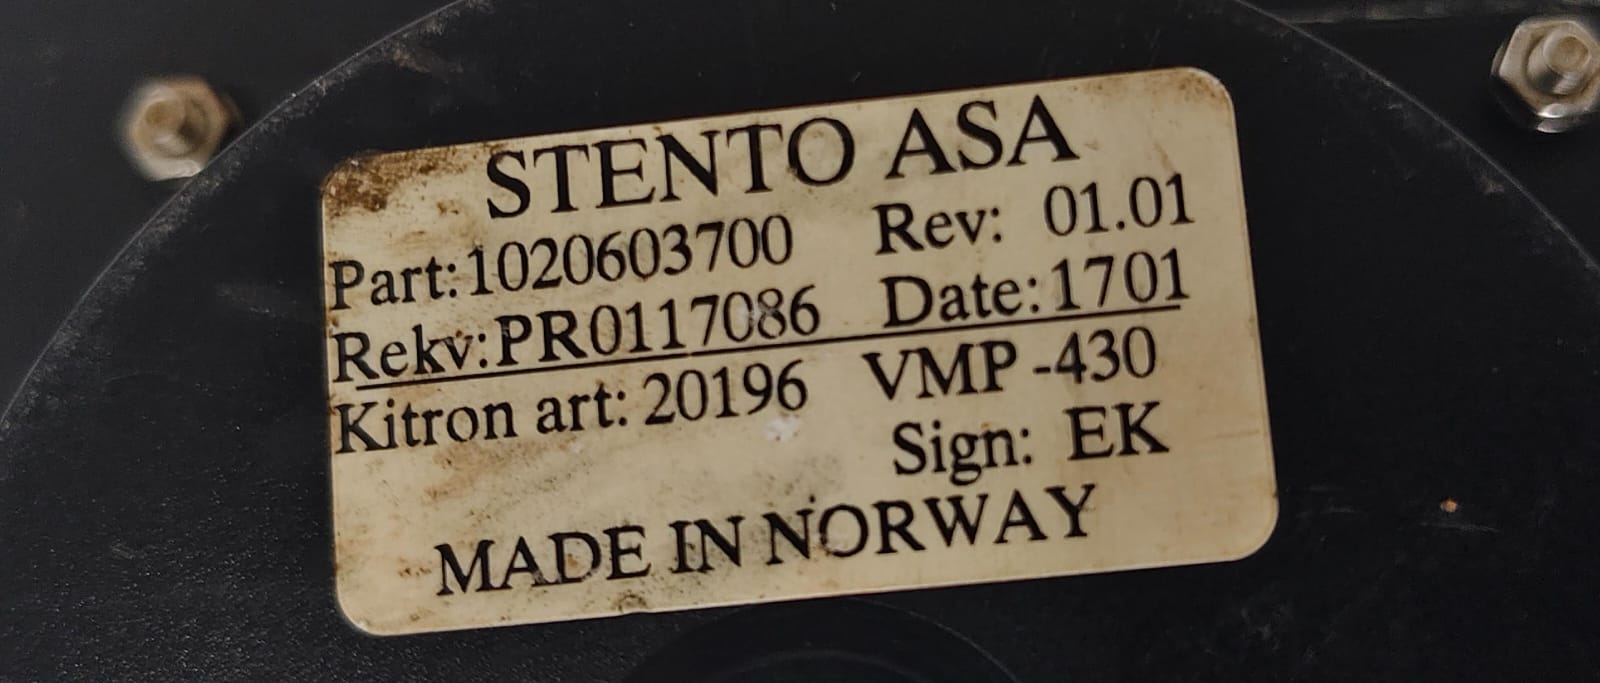 STENTO ASA
Part:1020603700 Rev: 01.01
Rekv:PR0117086 Date:1701
Kitron art: 20196 VMP -430
Sign: EK
MADE IN NORWAY